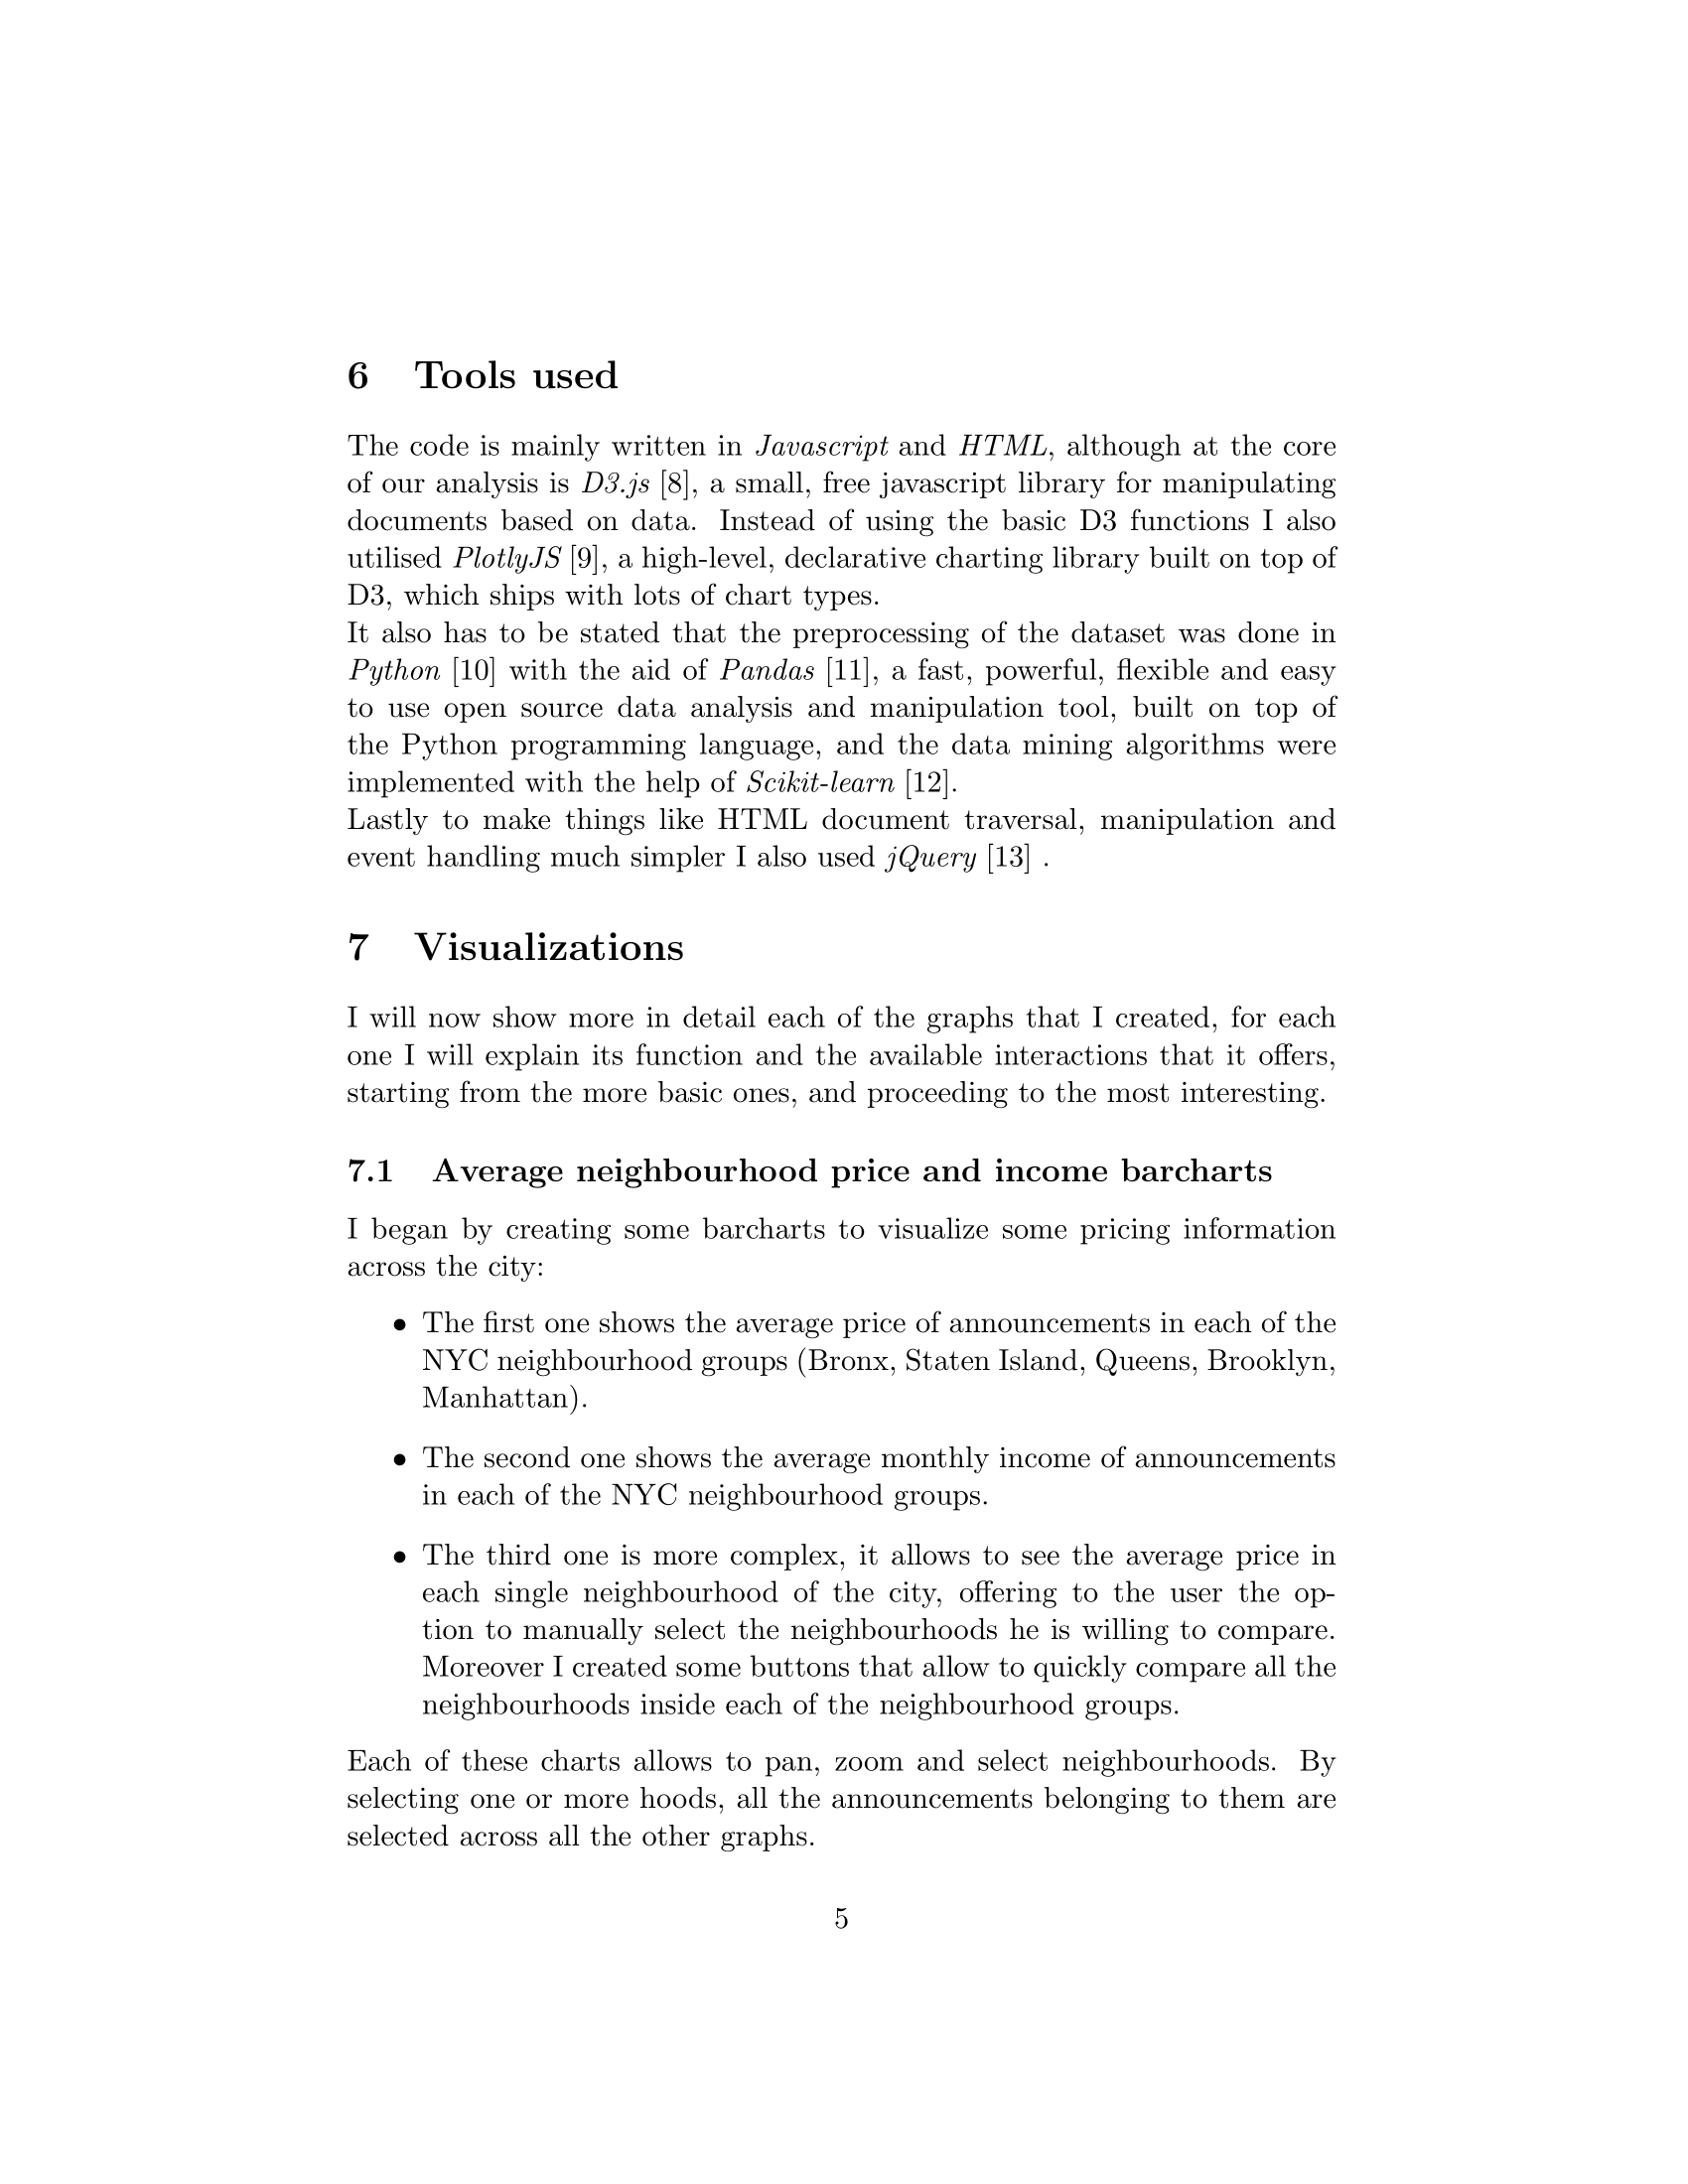 6 Tools used
The code is mainly written in Javascript and HTML, although at the core
of our analysis is D3.js [8], a small, free javascript library for manipulating
documents based on data. Instead of using the basic D3 functions I also
utilised PlotlyJS [9], a high-level, declarative charting library built on top of
D3, which ships with lots of chart types.
It also has to be stated that the preprocessing of the dataset was done in
Python [10] with the aid of Pandas [11], a fast, powerful, flexible and easy
to use open source data analysis and manipulation tool, built on top of
the Python programming language, and the data mining algorithms were
implemented with the help of Scikit-learn [12].
Lastly to make things like HTML document traversal, manipulation and
event handling much simpler I also used jQuery [13] .
7 Visualizations
I will now show more in detail each of the graphs that I created, for each
one I will explain its function and the available interactions that it offers,
starting from the more basic ones, and proceeding to the most interesting.
7.1 Average neighbourhood price and income barcharts
I began by creating some barcharts to visualize some pricing information
across the city:
• The first one shows the average price of announcements in each of the
NYC neighbourhood groups (Bronx, Staten Island, Queens, Brooklyn,
Manhattan).
• The second one shows the average monthly income of announcements
in each of the NYC neighbourhood groups.
• The third one is more complex, it allows to see the average price in
each single neighbourhood of the city, offering to the user the op-
tion to manually select the neighbourhoods he is willing to compare.
Moreover I created some buttons that allow to quickly compare all the
neighbourhoods inside each of the neighbourhood groups.
Each of these charts allows to pan, zoom and select neighbourhoods. By
selecting one or more hoods, all the announcements belonging to them are
selected across all the other graphs.
5